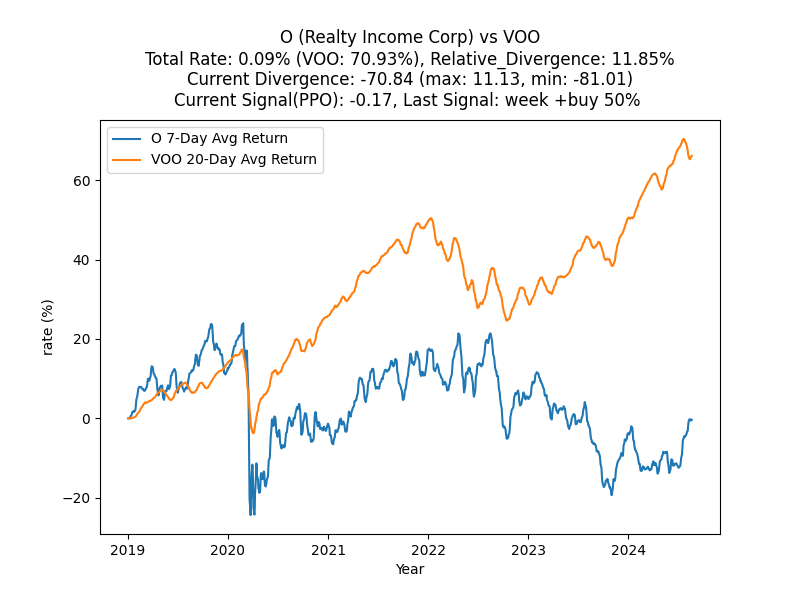 O (Realty Income Corp) vs VOO
Total Rate: 0.09% (VOO: 70.93%), Relative_Divergence: 11.85%
Current Divergence: -70.84 (max: 11.13, min: -81.01)
Current Signal(PPO): -0.17, Last Signal: week +buy 50%
O 7-Day Avg Return
VOO 20-Day Avg Return
rate (%)
60
40
20
0
−20
2019
2020
2021
2022
2023
2024
Year